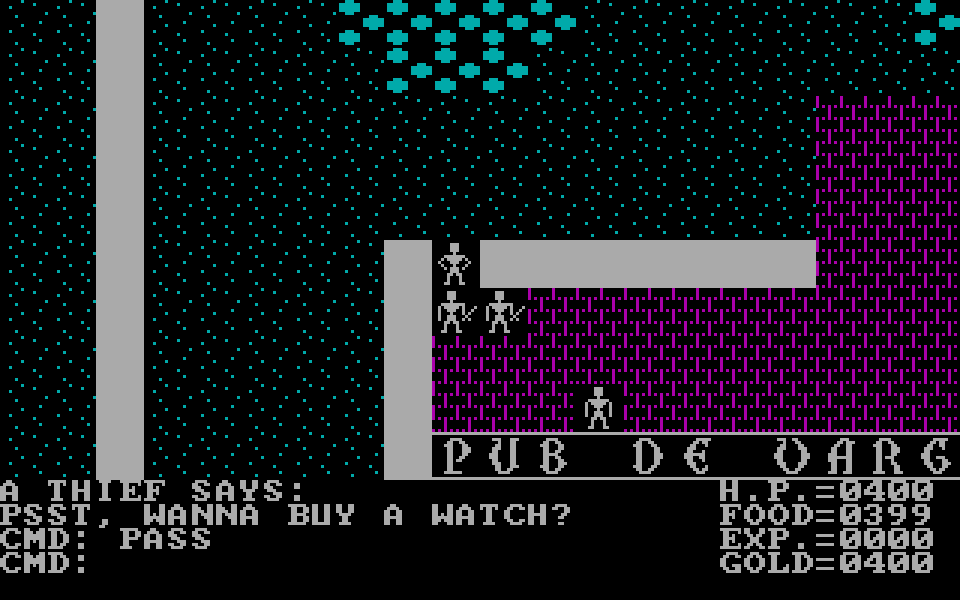 PUB DE VARG
A THIEF SAYS:
PSST, WANNA BUY A WATCH?
CMD: PASS
CMD:
H.P.=0400
FOOD=0399
EXP.=0000
GOLD=0400